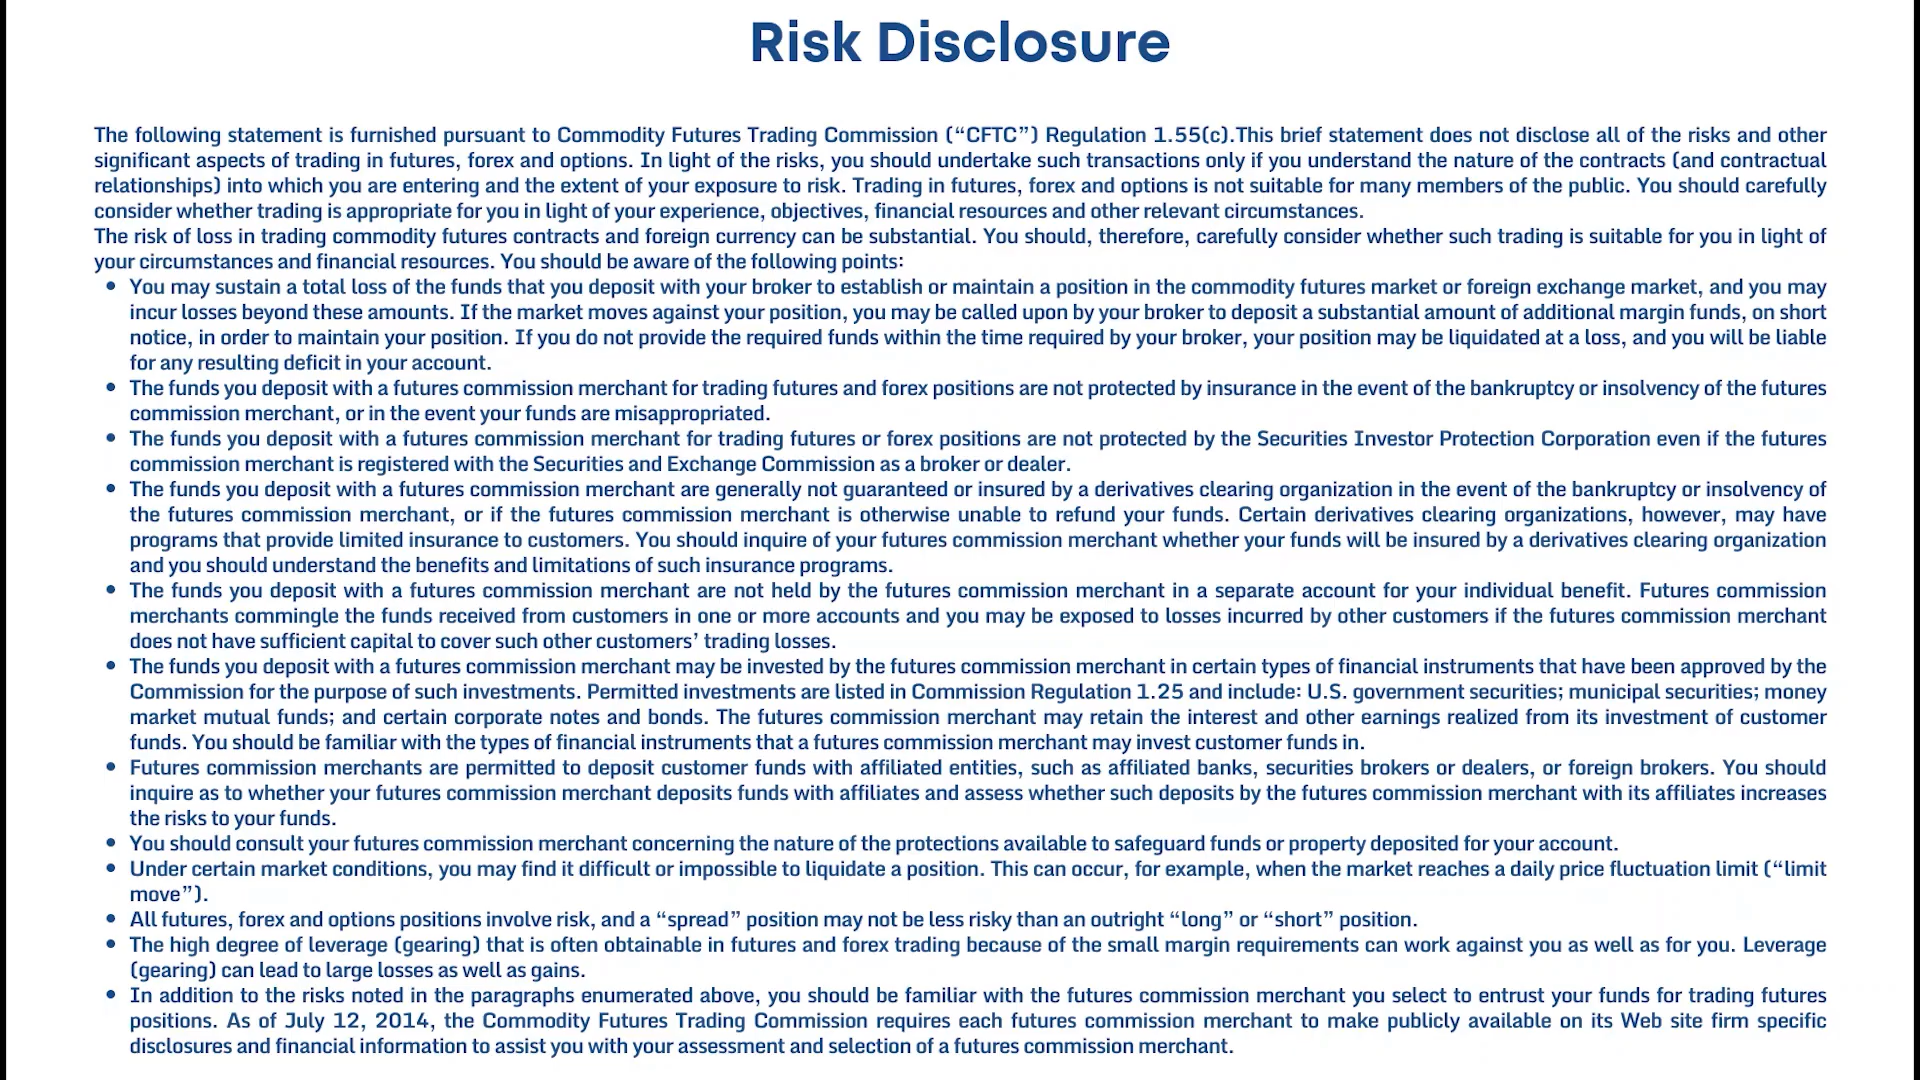 Risk Disclosure
The following statement is furnished pursuant to Commodity Futures Trading Commission (“CFTC”) Regulation 1.55(c).This brief statement does not disclose all of the risks and other
significant aspects of trading in futures, forex and options. In light of the risks, you should undertake such transactions only if you understand the nature of the contracts (and contractual
relationships) into which you are entering and the extent of your exposure to risk. Trading in futures, forex and options is not suitable for many members of the public. You should carefully
consider whether trading is appropriate for you in light of your experience, objectives, financial resources and other relevant circumstances.
The risk of loss in trading commodity futures contracts and foreign currency can be substantial. You should, therefore, carefully consider whether such trading is suitable for you in light of
your circumstances and financial resources. You should be aware of the following points:
• You may sustain a total loss of the funds that you deposit with your broker to establish or maintain a position in the commodity futures market or foreign exchange market, and you may
incur losses beyond these amounts. If the market moves against your position, you may be called upon by your broker to deposit a substantial amount of additional margin funds, on short
notice, in order to maintain your position. If you do not provide the required funds within the time required by your broker, your position may be liquidated at a loss, and you will be liable
for any resulting deficit in your account.
• The funds you deposit with a futures commission merchant for trading futures and forex positions are not protected by insurance in the event of the bankruptcy or insolvency of the futures
commission merchant, or in the event your funds are misappropriated.
• The funds you deposit with a futures commission merchant for trading futures or forex positions are not protected by the Securities Investor Protection Corporation even if the futures
commission merchant is registered with the Securities and Exchange Commission as a broker or dealer.
• The funds you deposit with a futures commission merchant are generally not guaranteed or insured by a derivatives clearing organization in the event of the bankruptcy or insolvency of
the futures commission merchant, or if the futures commission merchant is otherwise unable to refund your funds. Certain derivatives clearing organizations, however, may have
programs that provide limited insurance to customers. You should inquire of your futures commission merchant whether your funds will be insured by a derivatives clearing organization
and you should understand the benefits and limitations of such insurance programs.
• The funds you deposit with a futures commission merchant are not held by the futures commission merchant in a separate account for your individual benefit. Futures commission
merchants commingle the funds received from customers in one or more accounts and you may be exposed to losses incurred by other customers if the futures commission merchant
does not have sufficient capital to cover such other customers’ trading losses.
• The funds you deposit with a futures commission merchant may be invested by the futures commission merchant in certain types of financial instruments that have been approved by the
Commission for the purpose of such investments. Permitted investments are listed in Commission Regulation 1.25 and include: U.S. government securities; municipal securities; money
market mutual funds; and certain corporate notes and bonds. The futures commission merchant may retain the interest and other earnings realized from its investment of customer
funds. You should be familiar with the types of financial instruments that a futures commission merchant may invest customer funds in.
• Futures commission merchants are permitted to deposit customer funds with affiliated entities, such as affiliated banks, securities brokers or dealers, or foreign brokers. You should
inquire as to whether your futures commission merchant deposits funds with affiliates and assess whether such deposits by the futures commission merchant with its affiliates increases
the risks to your funds.
• You should consult your futures commission merchant concerning the nature of the protections available to safeguard funds or property deposited for your account.
• Under certain market conditions, you may find it difficult or impossible to liquidate a position. This can occur, for example, when the market reaches a daily price fluctuation limit (“limit
move”).
• All futures, forex and options positions involve risk, and a “spread” position may not be less risky than an outright “long” or “short” position.
• The high degree of leverage (gearing) that is often obtainable in futures and forex trading because of the small margin requirements can work against you as well as for you. Leverage
(gearing) can lead to large losses as well as gains.
• In addition to the risks noted in the paragraphs enumerated above, you should be familiar with the futures commission merchant you select to entrust your funds for trading futures
positions. As of July 12, 2014, the Commodity Futures Trading Commission requires each futures commission merchant to make publicly available on its Web site firm specific
disclosures and financial information to assist you with your assessment and selection of a futures commission merchant.